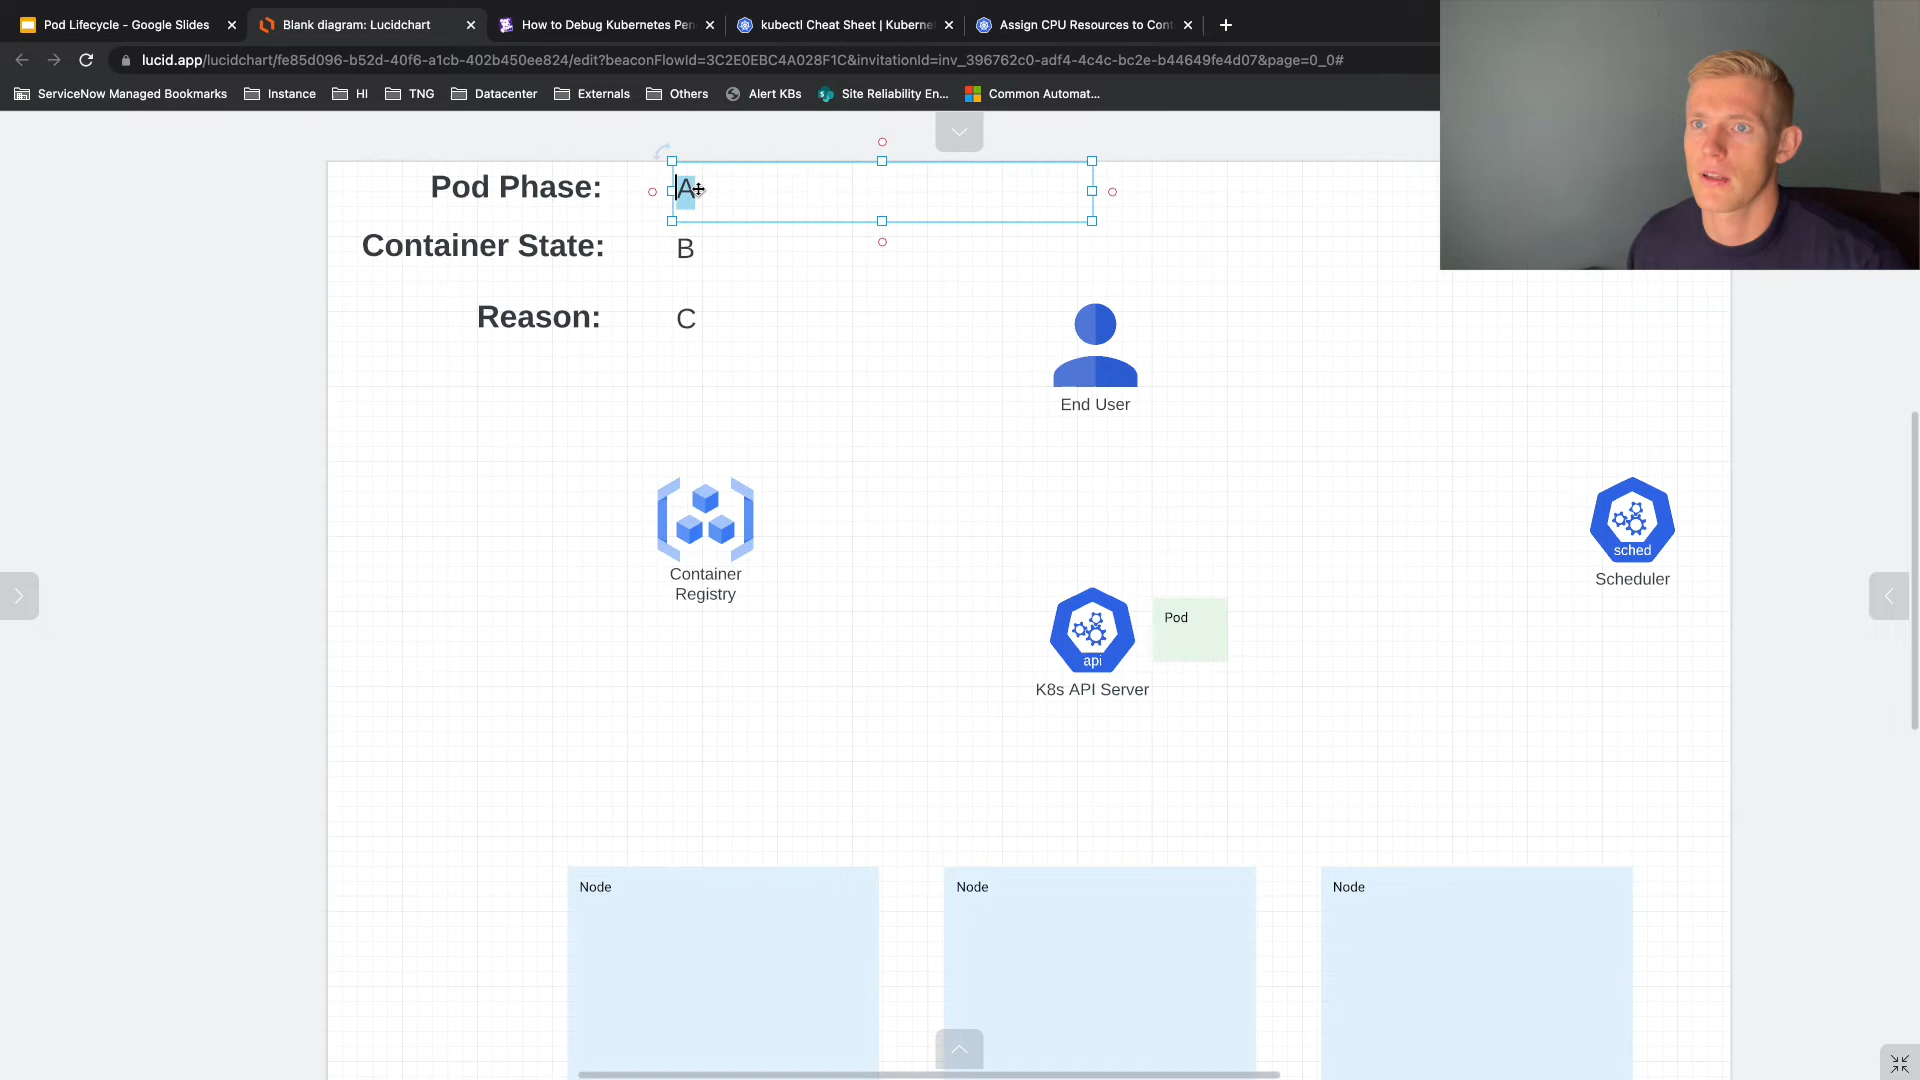 Pod Lifecycle - Google Slides
Blank diagram: Lucidchart
How to Debug Kubernetes Pen
kubectl Cheat Sheet | Kuberne
Assign CPU Resources to Cont
lucid.app/lucidchart/fe85d096-b52d-40f6-a1cb-402b450ee824/edit?beaconFlowId=3C2E0EBC4A028F1C&invitationId=inv_396762c0-adf4-4c4c-bc2e-b44649fe4d07&page=0_0#
ServiceNow Managed Bookmarks
Instance
HI
TNG
Datacenter
Externals
Others
Alert KBs
Site Reliability En...
Common Automat...
Pod Phase: A
Container State: B
Reason: C
End User
Container
Registry
sched
Scheduler
Pod
api
K8s API Server
Node
Node
Node